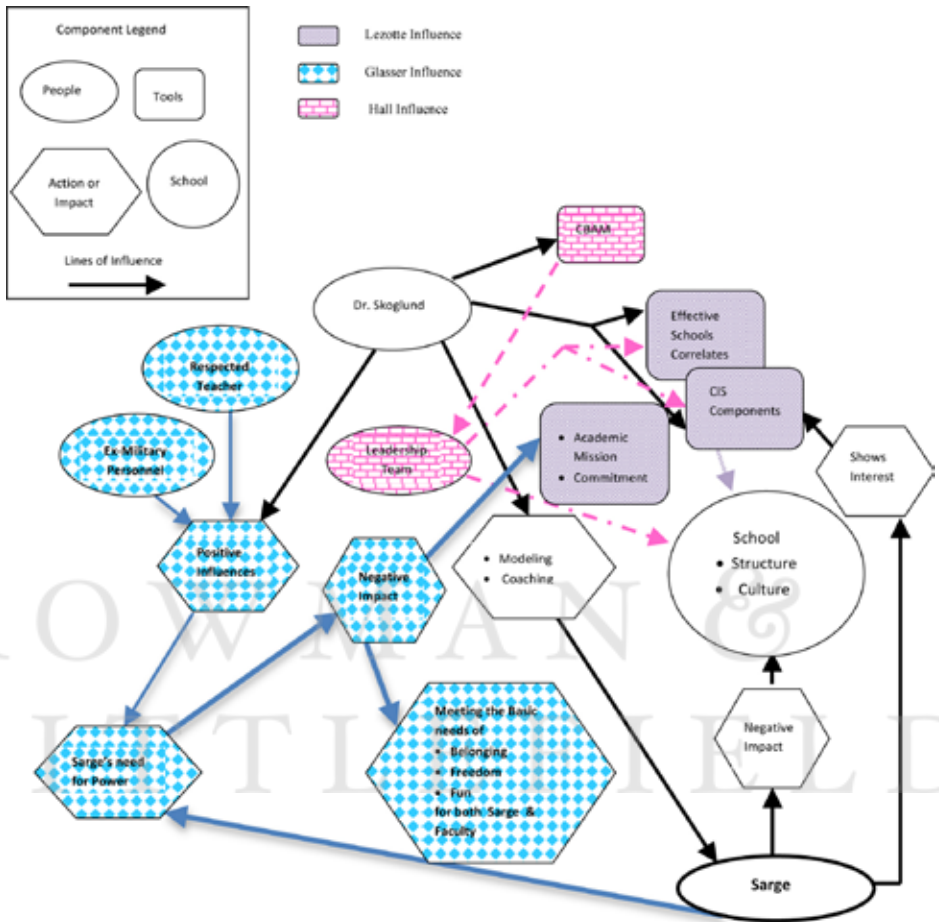 Component Legend
People
Tools
Action or
Impact
School
Lines of Influence
Lezotte Influence
Glasser Influence
Hall Influence
CBAM
Dr. Skoglund
Effective
Schools
Correlates
Respected
Teacher
CIS
Components
• Academic
Mission
• Commitment
Ex-Military
Personnel
Leadership
Team
Shows
Interest
School
• Structure
• Culture
Positive
Influences
Negative
Impact
• Modeling
• Coaching
OWMAN &
ITTLEFIELD
Meeting the Basic
needs of
• Belonging
• Freedom
• Fun
for both Sarge &
Faculty
Negative
Impact
Sarge's need
for Power
Sarge